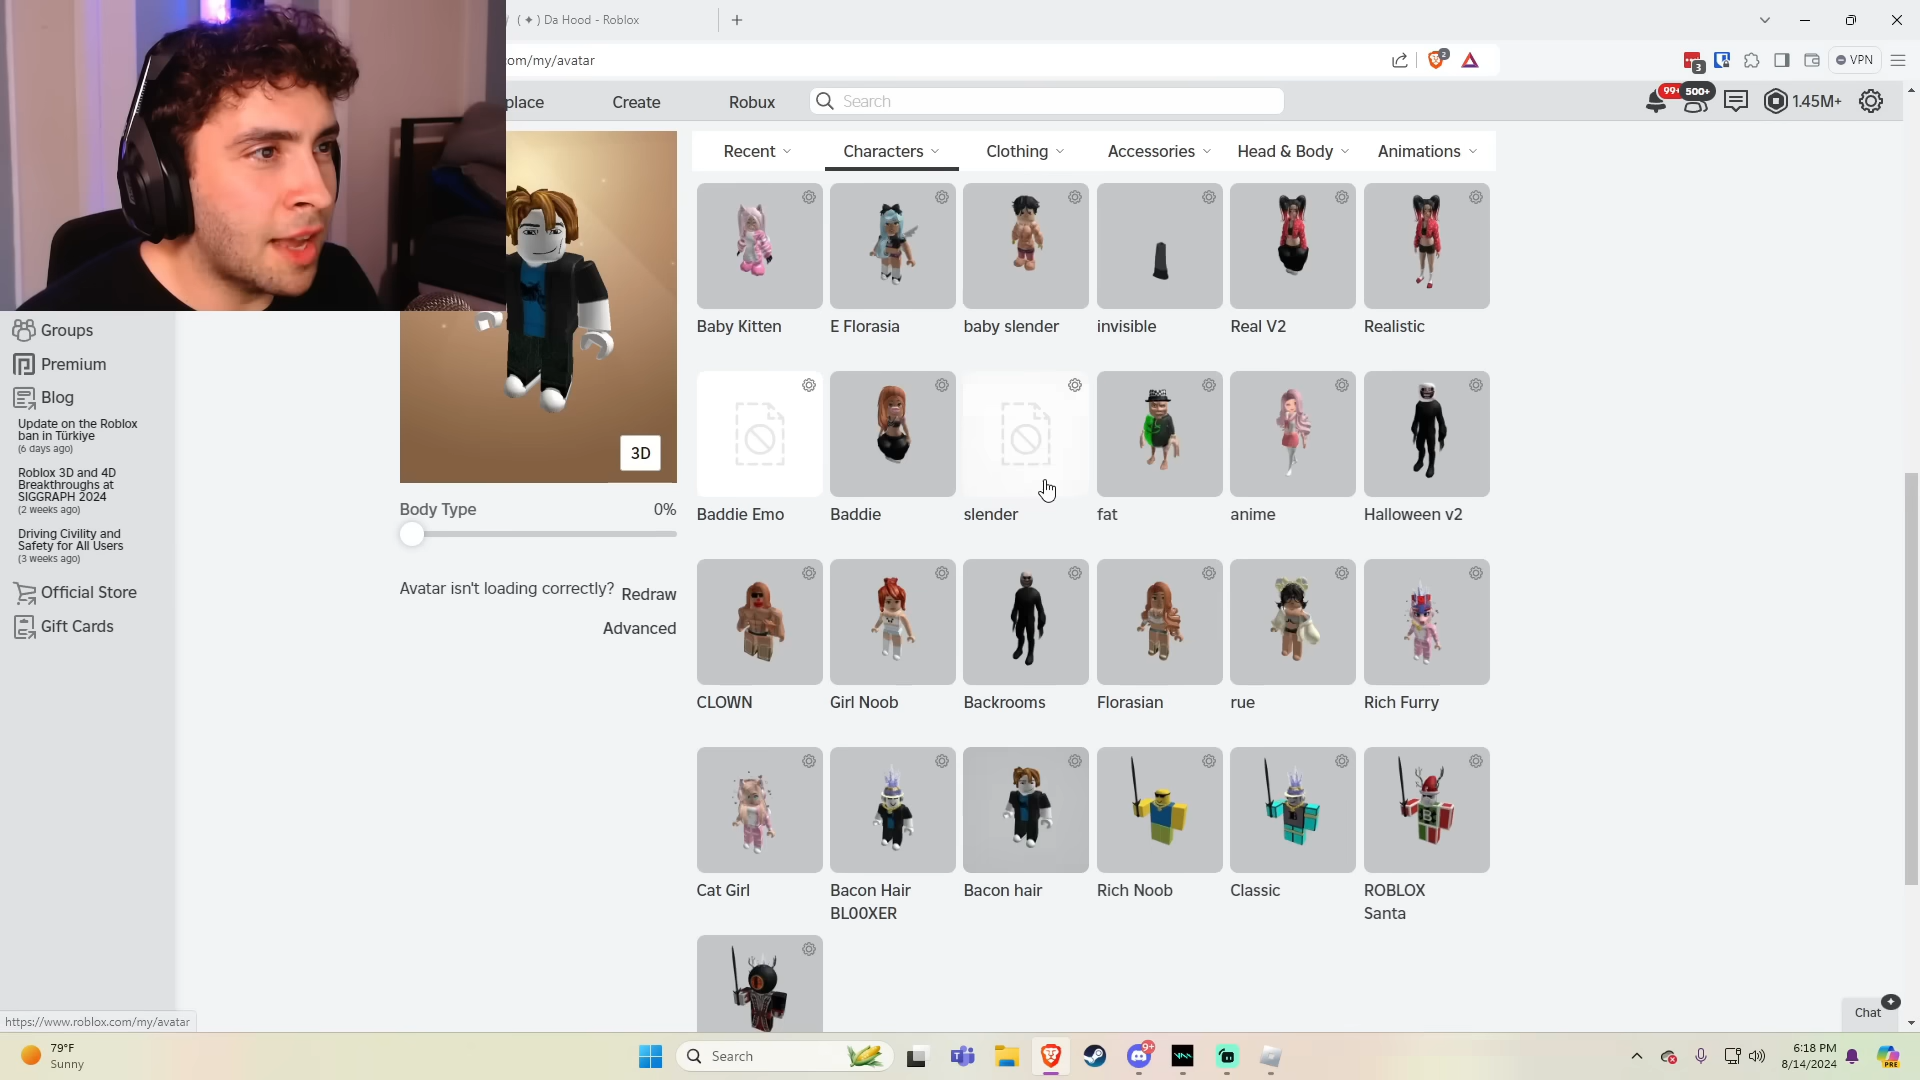 ( ✦ ) Da Hood - Roblox
om/my/avatar
2
3
VPN
place
Create
Robux
Search
99+
500+
1.45M+
Recent
Characters
Clothing
Accessories
Head & Body
Animations
Baby Kitten
E Florasia
baby slender
invisible
Real V2
Realistic
Groups
Premium
Blog
Update on the Roblox
ban in Türkiye
(6 days ago)
Roblox 3D and 4D
Breakthroughs at
SIGGRAPH 2024
(2 weeks ago)
Driving Civility and
Safety for All Users
(3 weeks ago)
Official Store
Gift Cards
3D
Body Type
0%
Avatar isn't loading correctly?
Redraw
Advanced
Baddie Emo
Baddie
slender
fat
anime
Halloween v2
CLOWN
Girl Noob
Backrooms
Florasian
rue
Rich Furry
Cat Girl
Bacon Hair
BL00XER
Bacon hair
Rich Noob
Classic
ROBLOX
Santa
Chat
https://www.roblox.com/my/avatar
79°F
Sunny
Search
9+
6:18 PM
8/14/2024
PRE